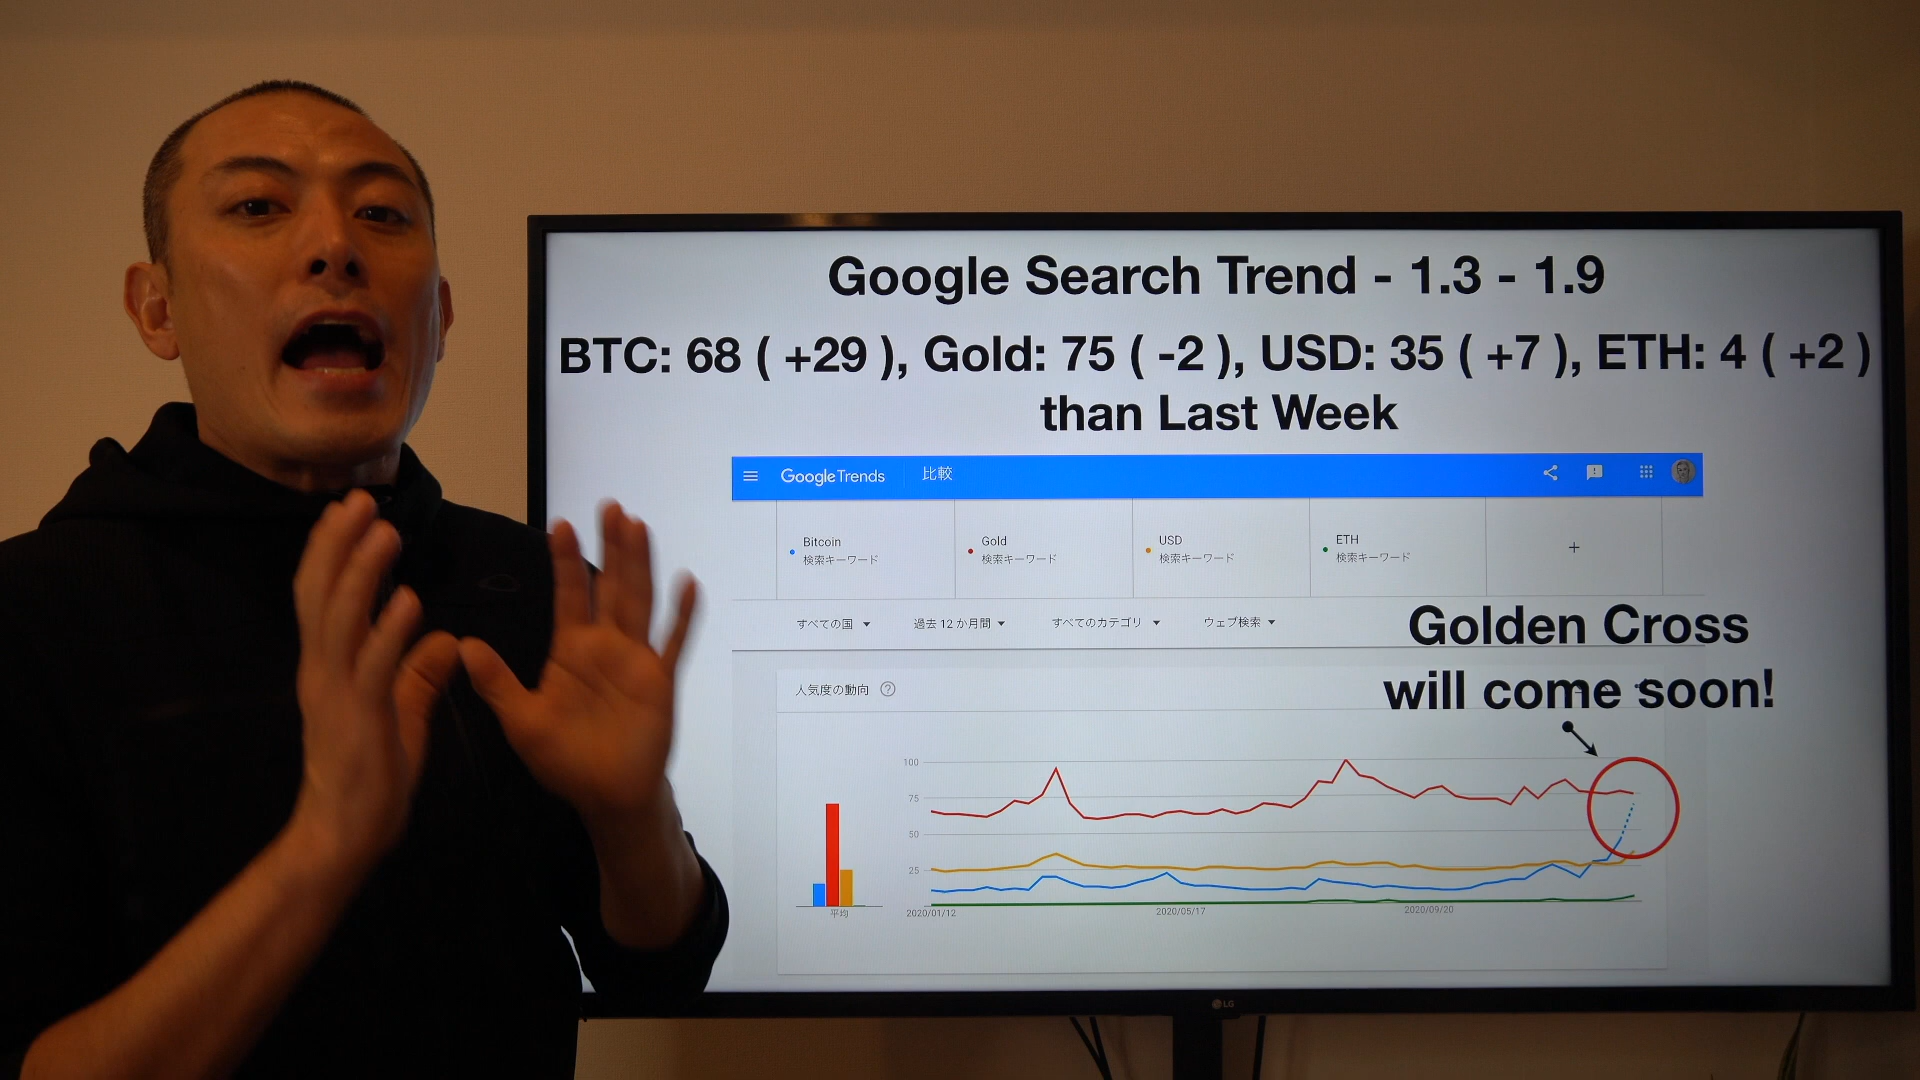 Google Search Trend - 1.3 - 1.9
BTC: 68 ( +29 ), Gold: 75 ( -2 ), USD: 35 ( +7 ), ETH: 4 ( +2 )
than Last Week
Google Trends 比較
Bitcoin
検索キーワード
Gold
検索キーワード
USD
検索キーワード
ETH
検索キーワード
+
すべての国 過去 12 か月間 すべてのカテゴリ ウェブ検索
Golden Cross
will come soon!
人気度の動向 ?
100
75
50
25
平均
2020/01/12 2020/05/17 2020/09/20
LG